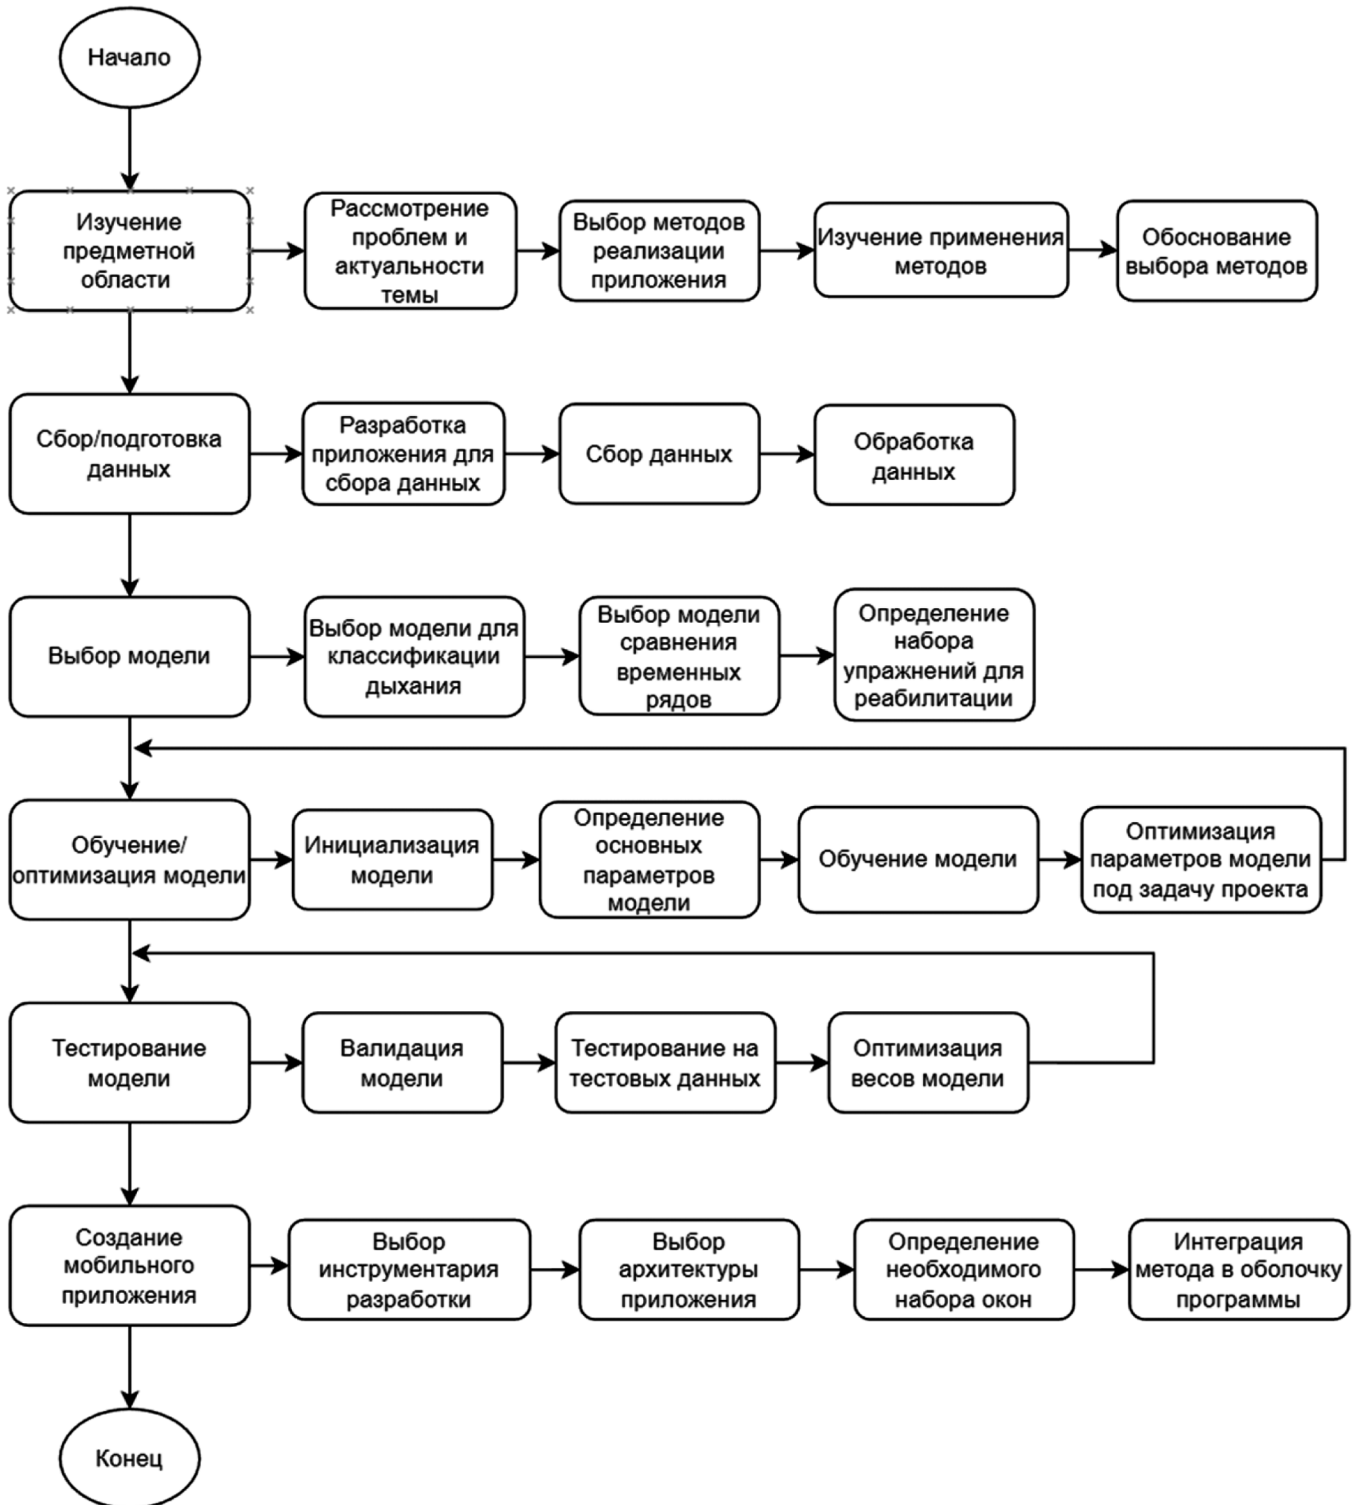 Начало
Изучение
предметной
области
Рассмотрение
проблем и
актуальности
темы
Выбор методов
реализации
приложения
Изучение применения
методов
Обоснование
выбора методов
Сбор/подготовка
данных
Разработка
приложения для
сбора данных
Сбор данных
Обработка
данных
Выбор модели
Выбор модели для
классификации
дыхания
Выбор модели
сравнения
временных
рядов
Определение
набора
упражнений для
реабилитации
Обучение/
оптимизация модели
Инициализация
модели
Определение
основных
параметров
модели
Обучение модели
Оптимизация
параметров модели
под задачу проекта
Тестирование
модели
Валидация
модели
Тестирование на
тестовых данных
Оптимизация
весов модели
Создание
мобильного
приложения
Выбор
инструментария
разработки
Выбор
архитектуры
приложения
Определение
необходимого
набора окон
Интеграция
метода в оболочку
программы
Конец